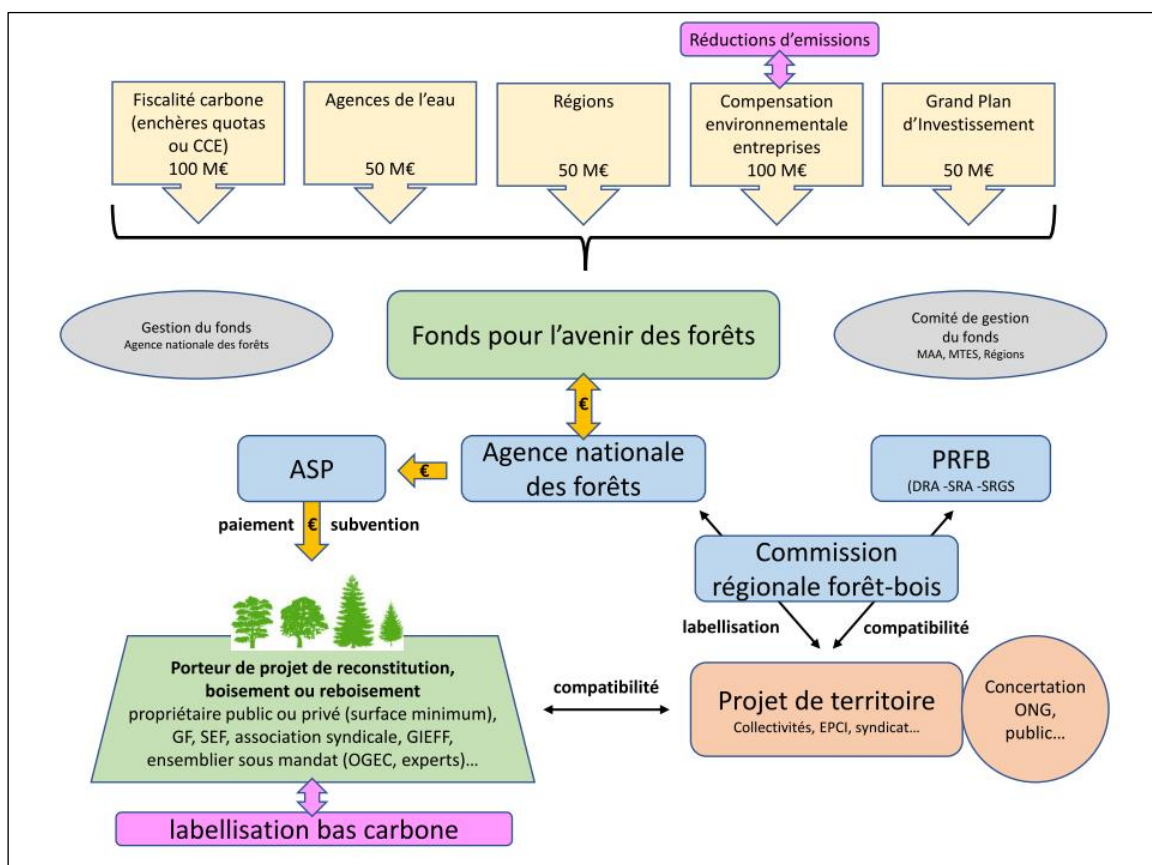 Réductions d'emissions
Fiscalité carbone
(enchères quotas
ou CCE)
100 M€
Agences de l'eau
50 M€
Régions
50 M€
Compensation
environnementale
entreprises
100 M€
Grand Plan
d'Investissement
50 M€
Gestion du fonds
Agence nationale des forêts
Fonds pour l'avenir des forêts
Comité de gestion
du fonds
MAA, MTES, Régions
€
ASP
€
Agence nationale
des forêts
PRFB
(DRA -SRA -SRGS
paiement € subvention
Commission
régionale forêt-bois
labellisation
compatibilité
Porteur de projet de reconstitution,
boisement ou reboisement
propriétaire public ou privé (surface minimum),
GF, SEF, association syndicale, GIEFF,
ensemblier sous mandat (OGEC, experts)...
compatibilité
Projet de territoire
Collectivités, EPCI, syndicat...
Concertation
ONG,
public...
labellisation bas carbone